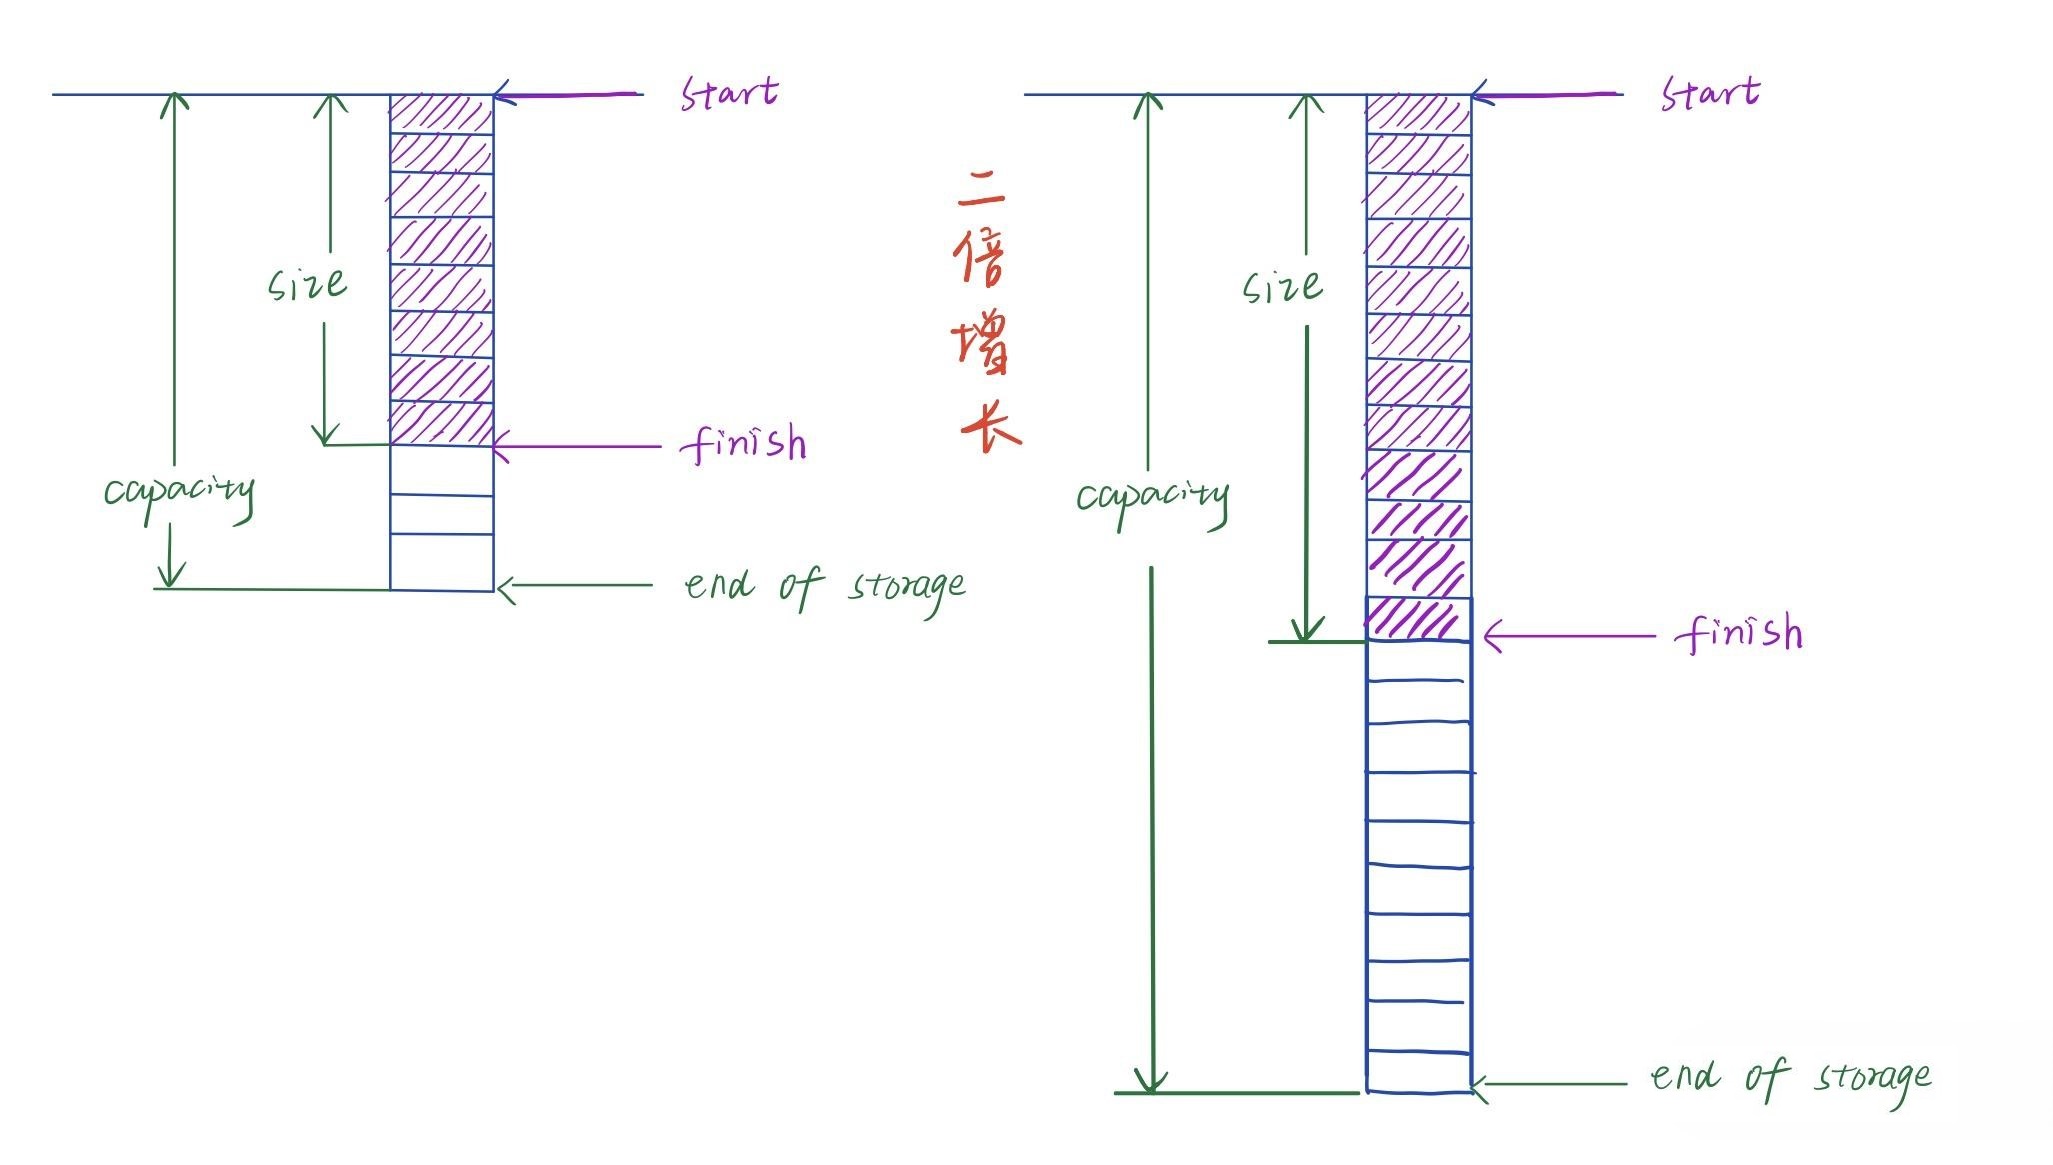 start
size
finish
capacity
end of storage
二倍增长
start
size
capacity
finish
end of storage